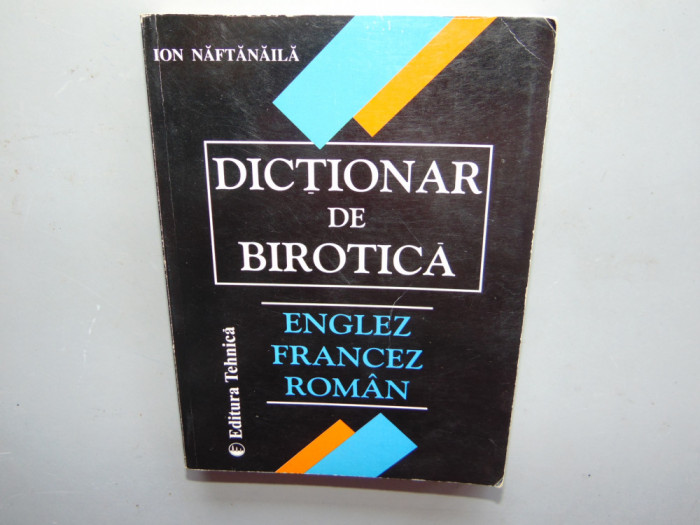 ION NĂFTĂNĂILĂ
DICȚIONAR
DE
BIROTICĂ
ENGLEZ
FRANCEZ
ROMÂN
Editura Tehnică